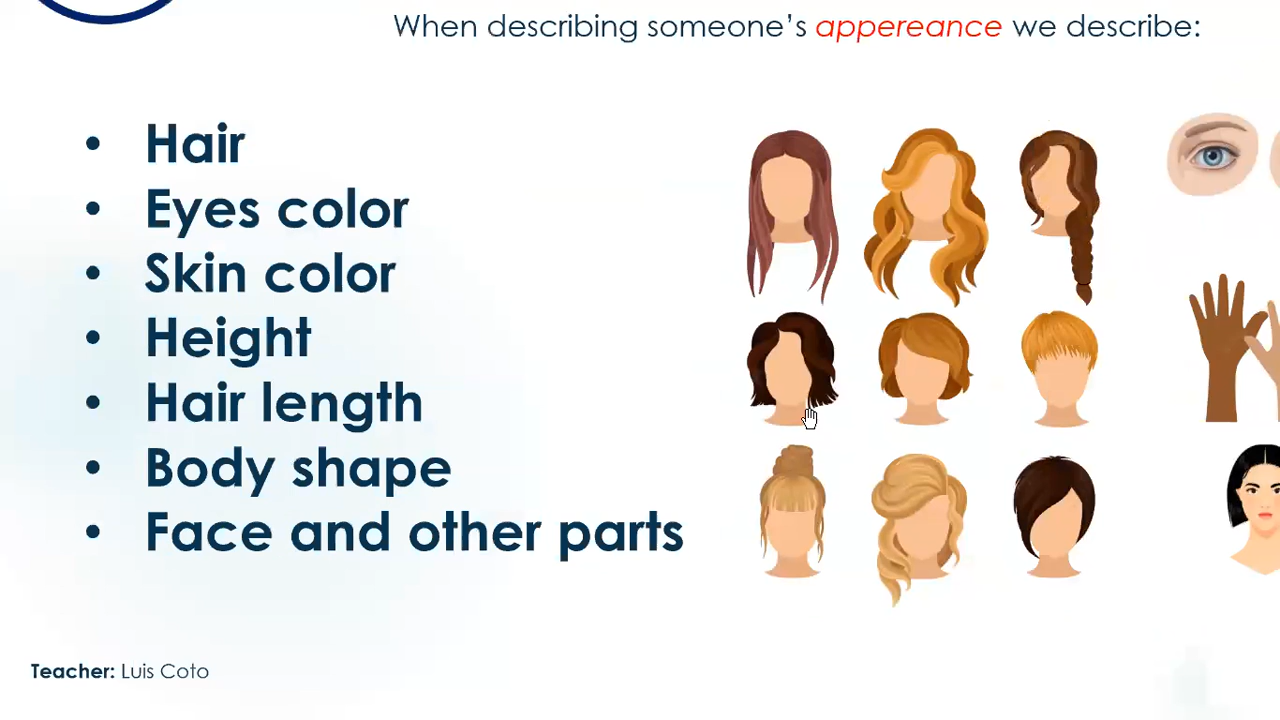 When describing someone's appereance we describe:
• Hair
• Eyes color
• Skin color
• Height
• Hair length
• Body shape
• Face and other parts
Teacher: Luis Coto